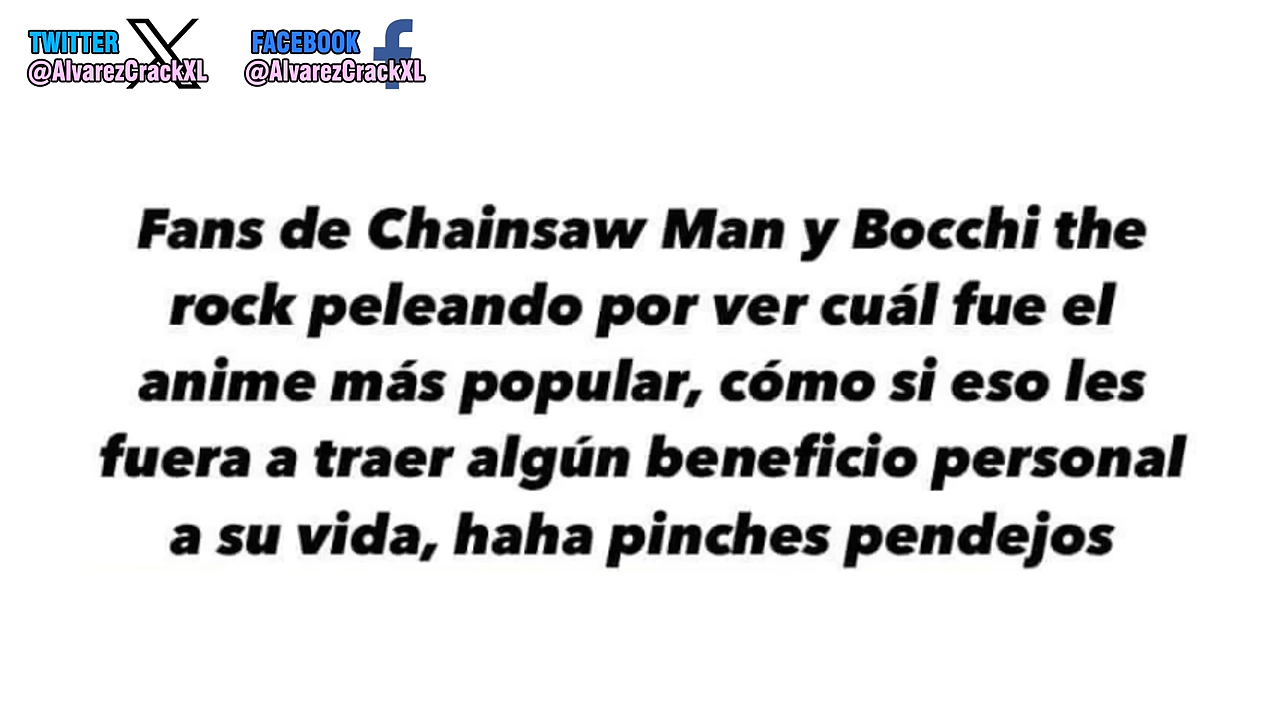 TWITTER
@AlvarezCrackXL
FACEBOOK
@AlvarezCrackXL
Fans de Chainsaw Man y Bocchi the
rock peleando por ver cuál fue el
anime más popular, cómo si eso les
fuera a traer algún beneficio personal
a su vida, haha pinches pendejos